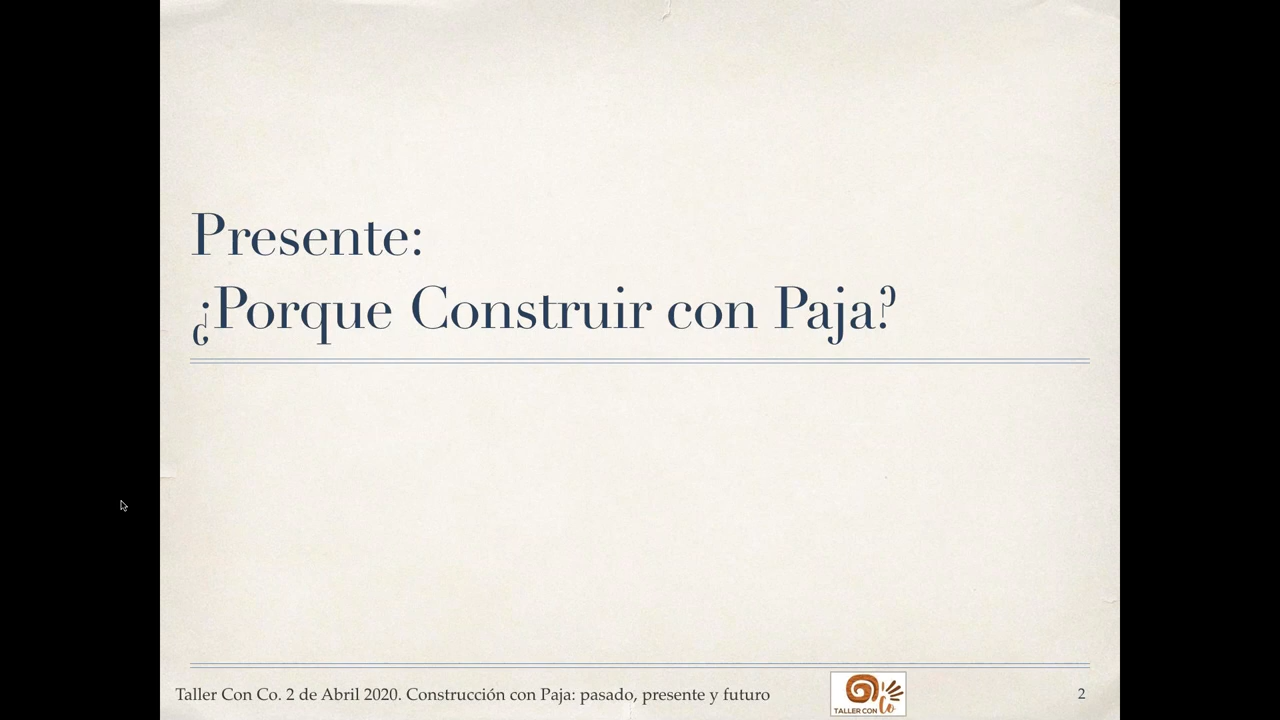 Presente:
¿Porque Construir con Paja?
Taller Con Co. 2 de Abril 2020. Construcción con Paja: pasado, presente y futuro
TALLER CON Co
2